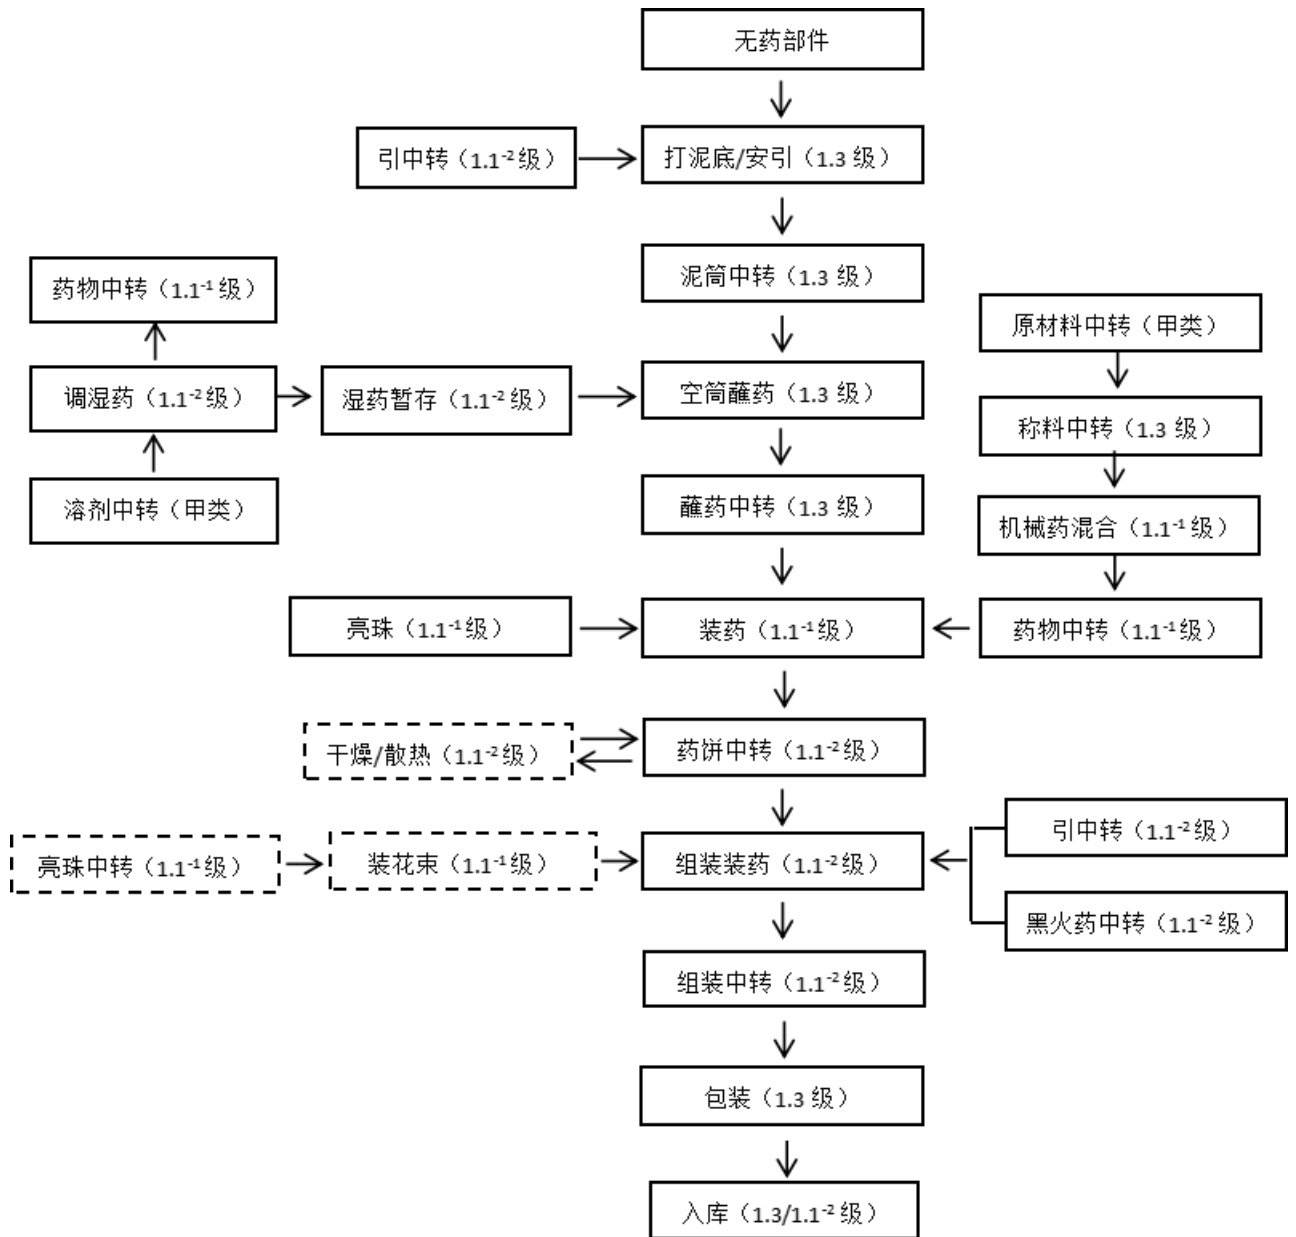 无药部件
引中转（1.1⁻²级）
打泥底/安引（1.3级）
泥筒中转（1.3级）
药物中转（1.1⁻¹级）
原材料中转（甲类）
调湿药（1.1⁻²级）
湿药暂存（1.1⁻²级）
空筒蘸药（1.3级）
称料中转（1.3级）
溶剂中转（甲类）
蘸药中转（1.3级）
机械药混合（1.1⁻¹级）
亮珠（1.1⁻¹级）
装药（1.1⁻¹级）
药物中转（1.1⁻¹级）
干燥/散热（1.1⁻²级）
药饼中转（1.1⁻²级）
引中转（1.1⁻²级）
亮珠中转（1.1⁻¹级）
装花束（1.1⁻¹级）
组装装药（1.1⁻²级）
黑火药中转（1.1⁻²级）
组装中转（1.1⁻²级）
包装（1.3级）
入库（1.3/1.1⁻²级）